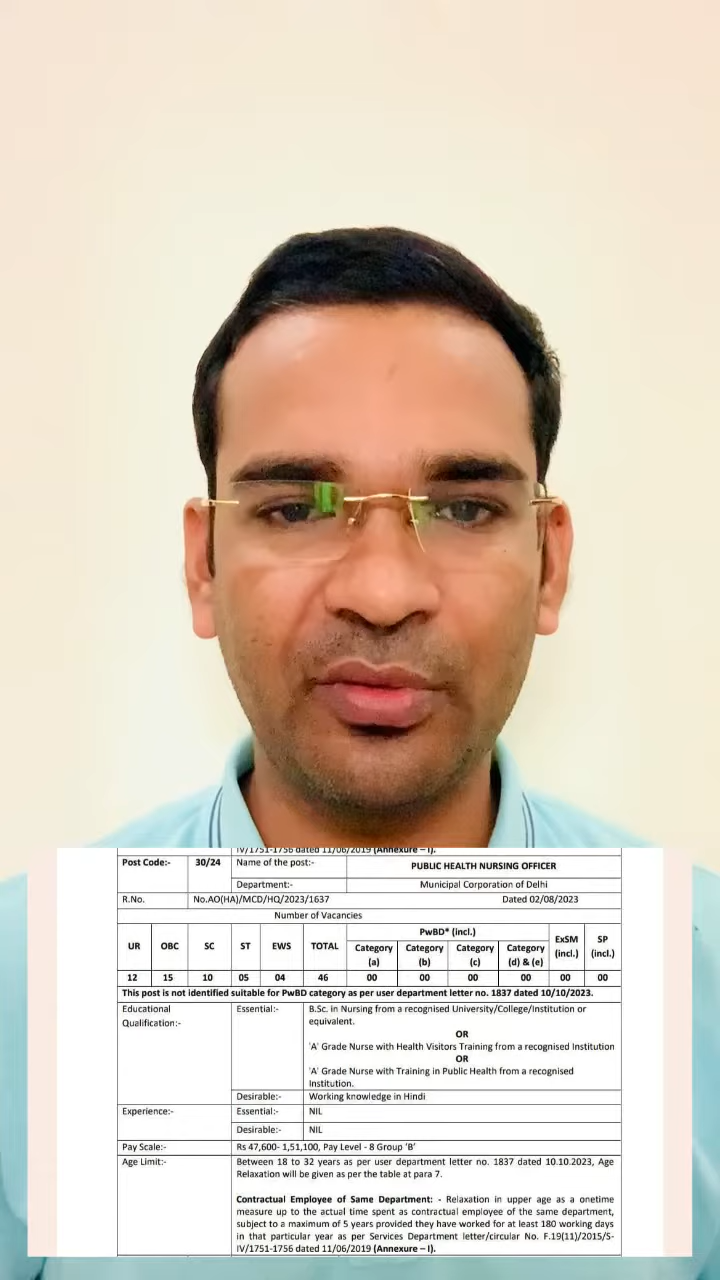 IV/1751-1756 dated 11/06/2019 (Annexure – I).
Post Code:- 30/24 Name of the post:- PUBLIC HEALTH NURSING OFFICER
Department:- Municipal Corporation of Delhi
R.No. No.AO(HA)/MCD/HQ/2023/1637 Dated 02/08/2023
Number of Vacancies
UR OBC SC ST EWS TOTAL PwBD* (incl.) ExSM (incl.) SP (incl.)
Category (a) Category (b) Category (c) Category (d) & (e)
12 15 10 05 04 46 00 00 00 00 00 00
This post is not identified suitable for PwBD category as per user department letter no. 1837 dated 10/10/2023.
Educational Qualification:- Essential:- B.Sc. in Nursing from a recognised University/College/Institution or
equivalent.
OR
'A' Grade Nurse with Health Visitors Training from a recognised Institution
OR
'A' Grade Nurse with Training in Public Health from a recognised
Institution.
Desirable:- Working knowledge in Hindi
Experience:- Essential:- NIL
Desirable:- NIL
Pay Scale:- Rs 47,600- 1,51,100, Pay Level - 8 Group 'B'
Age Limit:- Between 18 to 32 years as per user department letter no. 1837 dated 10.10.2023, Age
Relaxation will be given as per the table at para 7.
Contractual Employee of Same Department: - Relaxation in upper age as a onetime
measure up to the actual time spent as contractual employee of the same department,
subject to a maximum of 5 years provided they have worked for at least 180 working days
in that particular year as per Services Department letter/circular No. F.19(11)/2015/S-
IV/1751-1756 dated 11/06/2019 (Annexure – I).